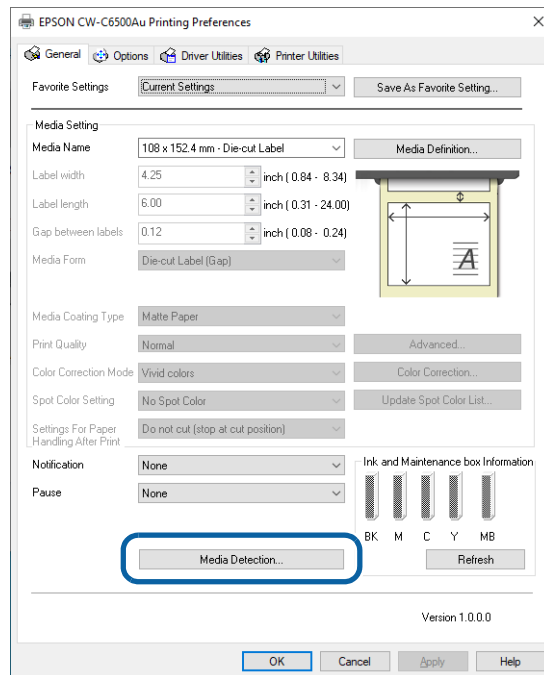 EPSON CW-C6500Au Printing Preferences
General Options Driver Utilities Printer Utilities
Favorite Settings Current Settings Save As Favorite Setting...
Media Setting
Media Name 108 x 152.4 mm - Die-cut Label Media Definition...
Label width 4.25 inch ( 0.84 - 8.34)
Label length 6.00 inch ( 0.31 - 24.00)
Gap between labels 0.12 inch ( 0.08 - 0.24)
Media Form Die-cut Label (Gap)
A
Media Coating Type Matte Paper
Print Quality Normal Advanced...
Color Correction Mode Vivid colors Color Correction...
Spot Color Setting No Spot Color Update Spot Color List...
Settings For Paper Do not cut (stop at cut position)
Handling After Print
Notification None Ink and Maintenance box Information
Pause None
BK M C Y MB
Media Detection... Refresh
Version 1.0.0.0
OK Cancel Apply Help